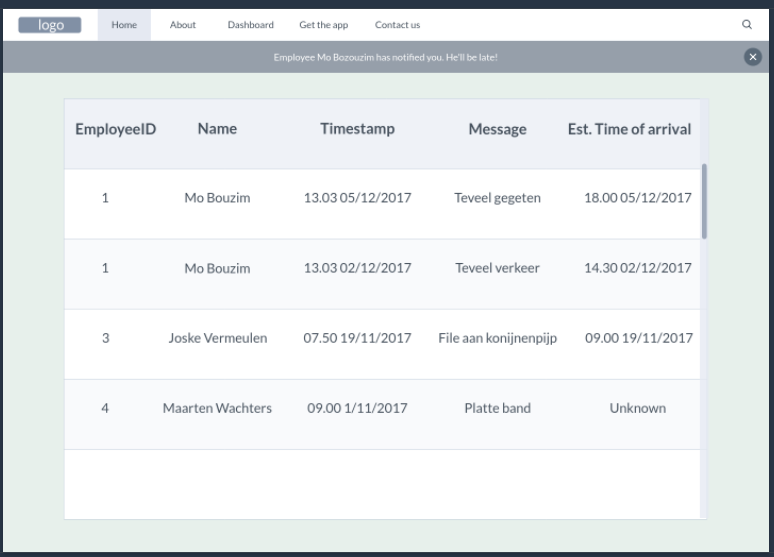 logo Home About Dashboard Get the app Contact us
Employee Mo Bozouzim has notified you. He'll be late!
EmployeeID Name Timestamp Message Est. Time of arrival
1 Mo Bouzim 13.03 05/12/2017 Teveel gegeten 18.00 05/12/2017
1 Mo Bouzim 13.03 02/12/2017 Teveel verkeer 14.30 02/12/2017
3 Joske Vermeulen 07.50 19/11/2017 File aan konijnenpijp 09.00 19/11/2017
4 Maarten Wachters 09.00 1/11/2017 Platte band Unknown